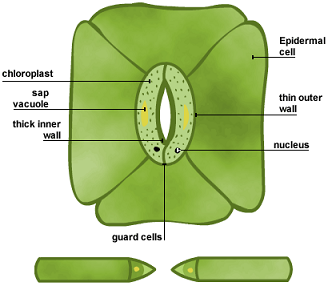 Epidermal
cell
chloroplast
sap
vacuole
thin outer
wall
thick inner
wall
nucleus
guard cells